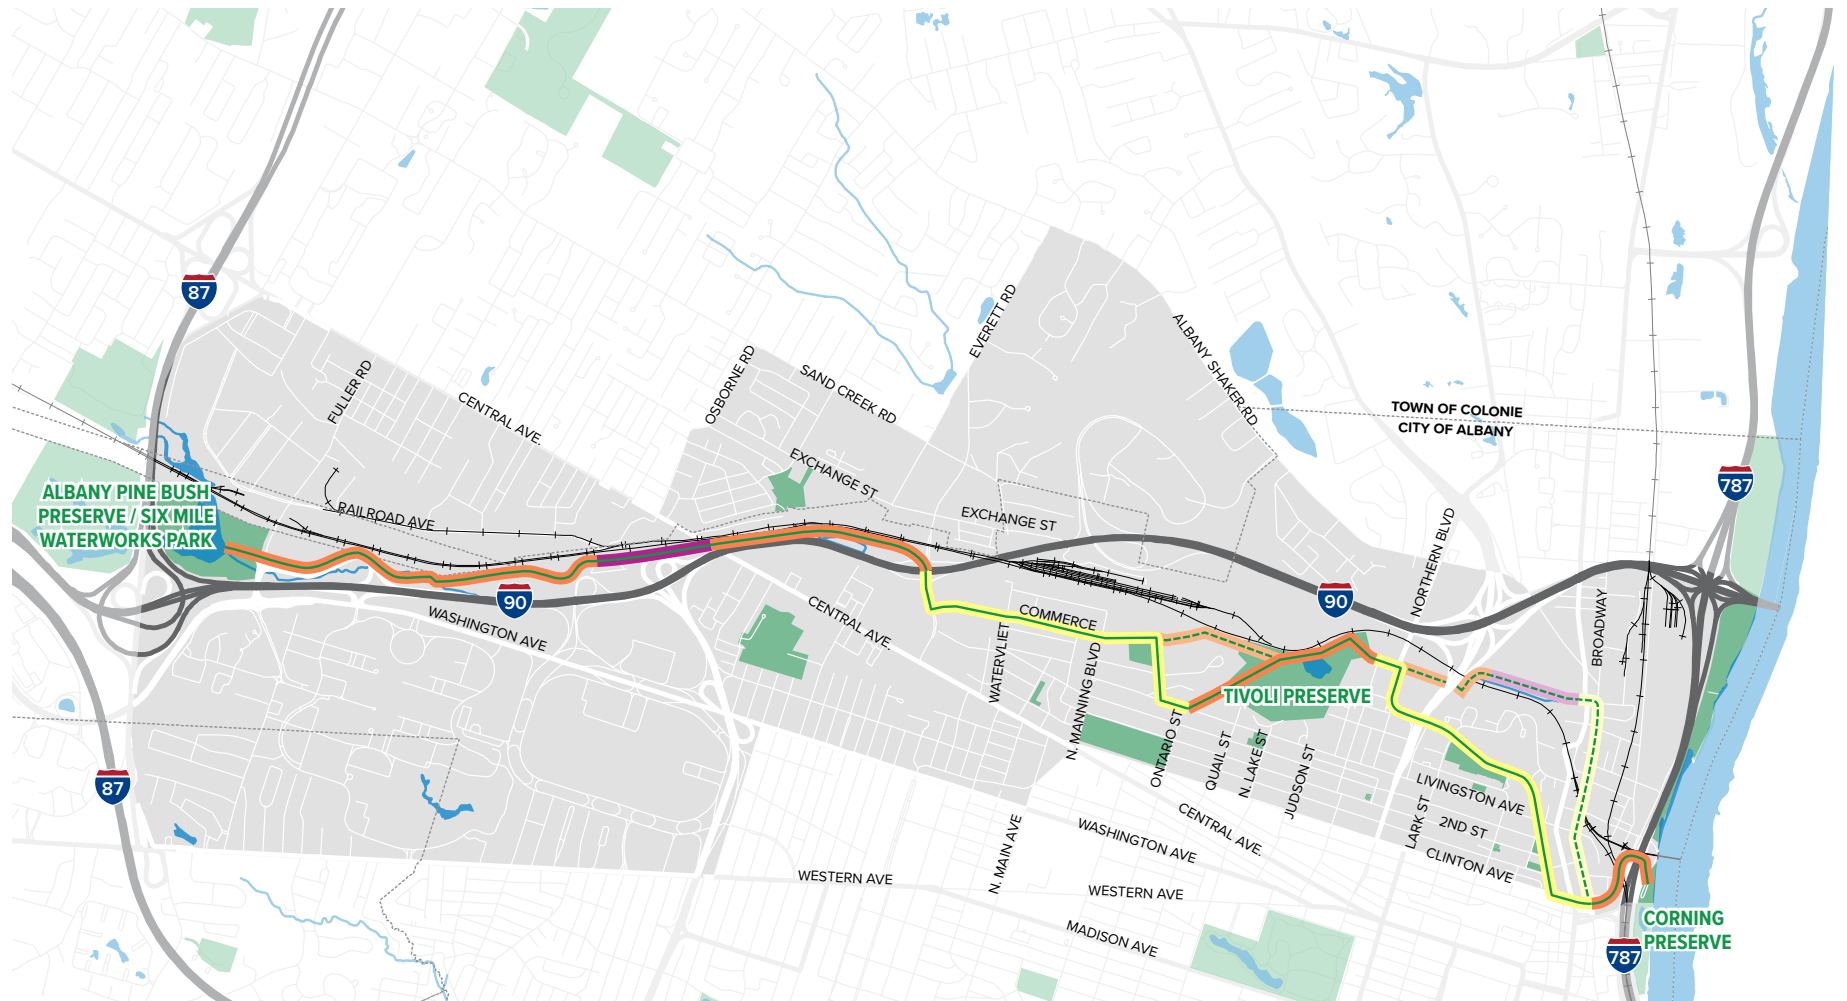 87
EVERETT RD
ALBANY SHAKER RD
FULLER RD
OSBORNE RD
SAND CREEK RD
CENTRAL AVE.
TOWN OF COLONIE
CITY OF ALBANY
EXCHANGE ST
787
ALBANY PINE BUSH
PRESERVE / SIX MILE
WATERWORKS PARK
RAILROAD AVE
EXCHANGE ST
NORTHERN BLVD
90
90
WASHINGTON AVE
CENTRAL AVE.
COMMERCE
BROADWAY
WATERVLIET
N. MANNING BLVD
TIVOLI PRESERVE
ONTARIO ST
QUAIL ST
N. LAKE ST
JUDSON ST
87
LIVINGSTON AVE
LARK ST
2ND ST
CLINTON AVE
CENTRAL AVE.
WASHINGTON AVE
N. MAIN AVE
WESTERN AVE
WESTERN AVE
MADISON AVE
CORNING
PRESERVE
787